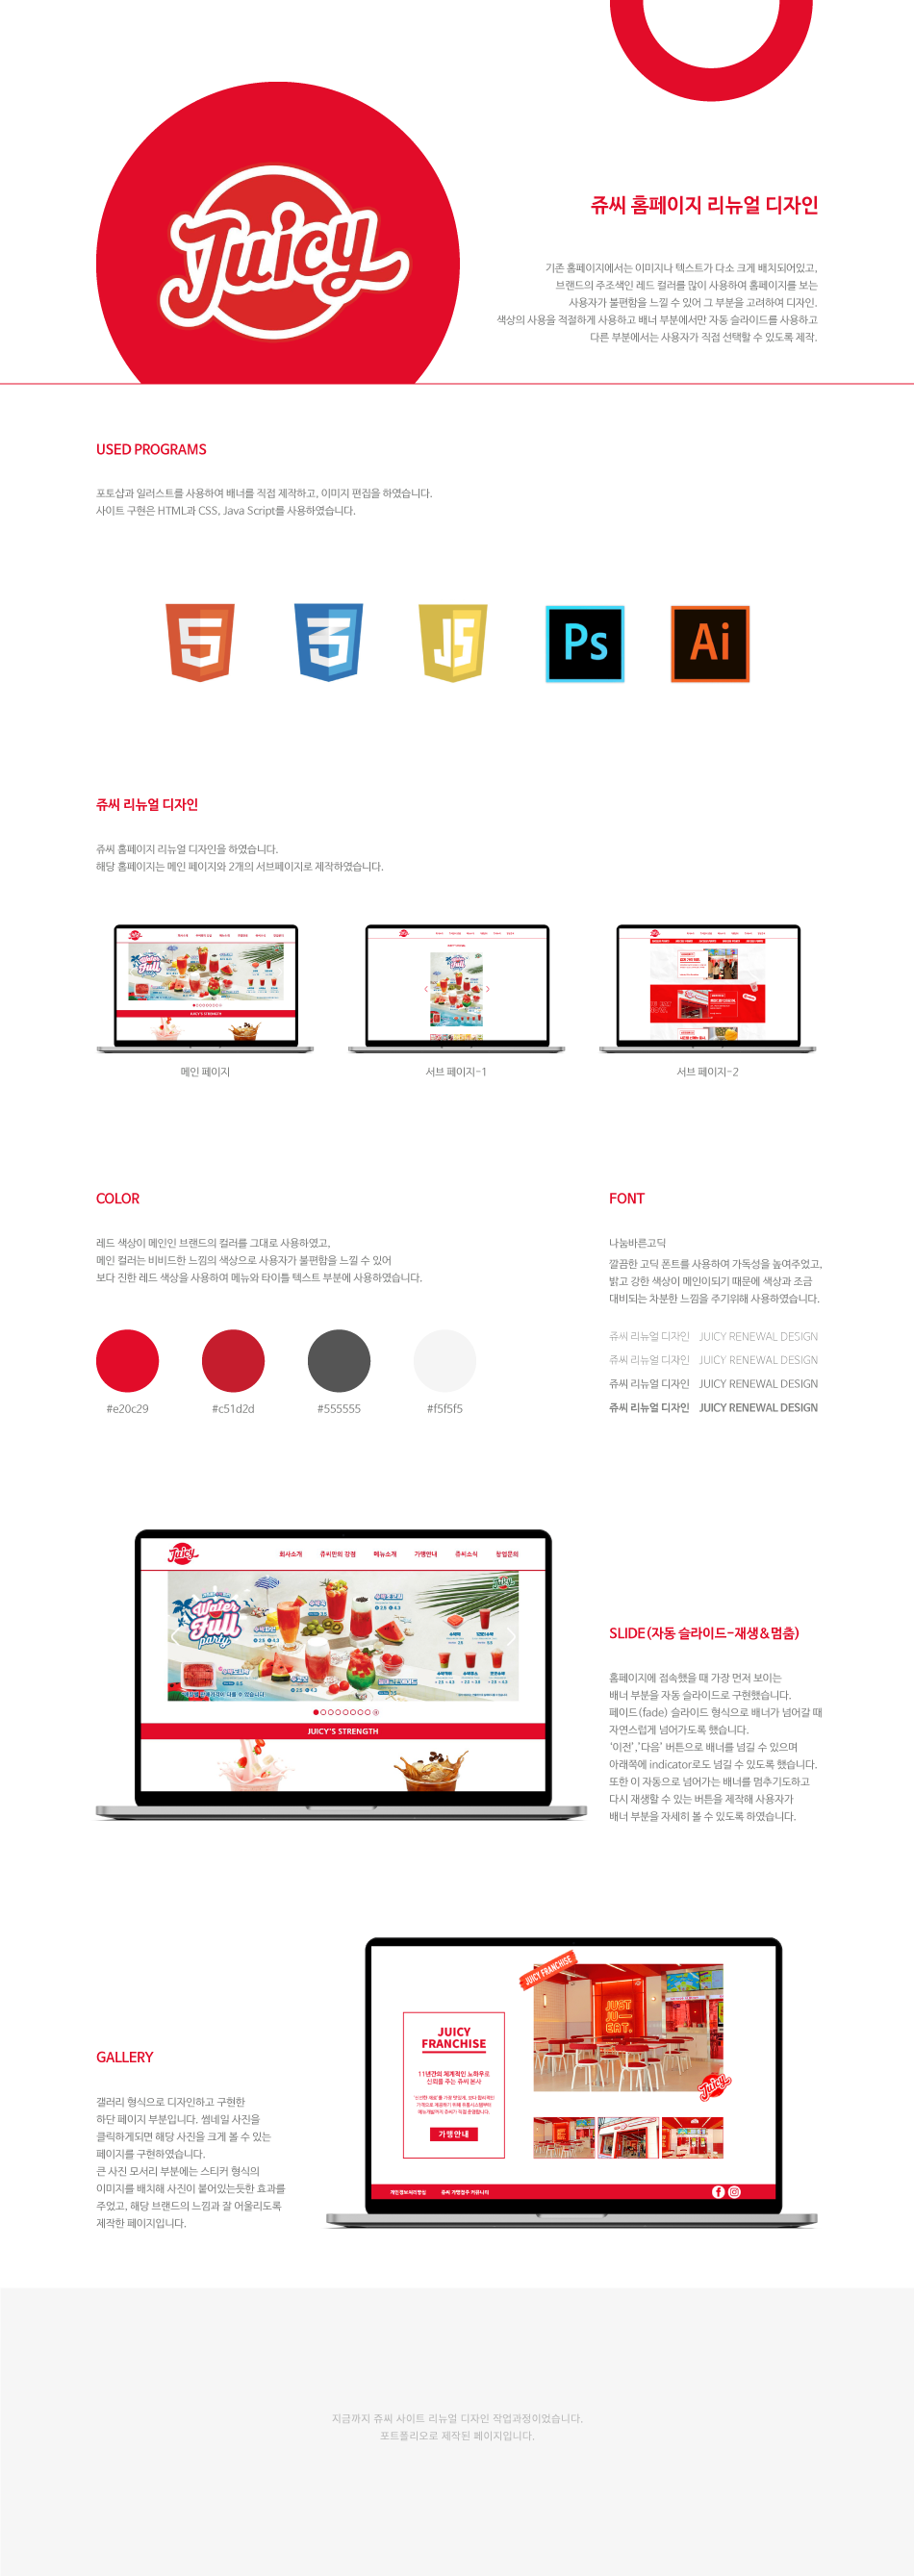 Juicy
쥬씨 홈페이지 리뉴얼 디자인
기존 홈페이지에서는 이미지나 텍스트가 다소 크게 배치되어있고,
브랜드의 주조색인 레드 컬러를 많이 사용하여 홈페이지를 보는
사용자가 불편함을 느낄 수 있어 그 부분을 고려하여 디자인.
색상의 사용을 적절하게 사용하고 배너 부분에서만 자동 슬라이드를 사용하고
다른 부분에서는 사용자가 직접 선택할 수 있도록 제작.
USED PROGRAMS
포토샵과 일러스트를 사용하여 배너를 직접 제작하고, 이미지 편집을 하였습니다.
사이트 구현은 HTML과 CSS, Java Script를 사용하였습니다.
5 3 JS Ps Ai
쥬씨 리뉴얼 디자인
쥬씨 홈페이지 리뉴얼 디자인을 하였습니다.
해당 홈페이지는 메인 페이지와 2개의 서브페이지로 제작하였습니다.
JUICY'S STRENGTH
메인 페이지
서브 페이지-1
서브 페이지-2
COLOR
레드 색상이 메인인 브랜드의 컬러를 그대로 사용하였고,
메인 컬러는 비비드한 느낌의 색상으로 사용자가 불편함을 느낄 수 있어
보다 진한 레드 색상을 사용하여 메뉴와 타이틀 텍스트 부분에 사용하였습니다.
#e20c29
#c51d2d
#555555
#f5f5f5
FONT
나눔바른고딕
깔끔한 고딕 폰트를 사용하여 가독성을 높여주었고,
밝고 강한 색상이 메인이되기 때문에 색상과 조금
대비되는 차분한 느낌을 주기위해 사용하였습니다.
쥬씨 리뉴얼 디자인 JUICY RENEWAL DESIGN
쥬씨 리뉴얼 디자인 JUICY RENEWAL DESIGN
쥬씨 리뉴얼 디자인 JUICY RENEWAL DESIGN
쥬씨 리뉴얼 디자인 JUICY RENEWAL DESIGN
Juicy
회사소개 쥬씨만의 강점 메뉴소개 가맹안내 쥬씨소식 창업문의
Juicy
Water
Full
party
JUICY'S STRENGTH
SLIDE(자동 슬라이드-재생&멈춤)
홈페이지에 접속했을 때 가장 먼저 보이는
배너 부분을 자동 슬라이드로 구현했습니다.
페이드(fade) 슬라이드 형식으로 배너가 넘어갈 때
자연스럽게 넘어가도록 했습니다.
'이전','다음' 버튼으로 배너를 넘길 수 있으며
아래쪽에 indicator로도 넘길 수 있도록 했습니다.
또한 이 자동으로 넘어가는 배너를 멈추기도하고
다시 재생할 수 있는 버튼을 제작해 사용자가
배너 부분을 자세히 볼 수 있도록 하였습니다.
GALLERY
갤러리 형식으로 디자인하고 구현한
하단 페이지 부분입니다. 썸네일 사진을
클릭하게되면 해당 사진을 크게 볼 수 있는
페이지를 구현하였습니다.
큰 사진 모서리 부분에는 스티커 형식의
이미지를 배치해 사진이 붙어있는듯한 효과를
주었고, 해당 브랜드의 느낌과 잘 어울리도록
제작한 페이지입니다.
JUICY FRANCHISE
JUST
JU-
EAT.
Juicy
JUICY
FRANCHISE
11년간의 체계적인 노하우로
신뢰를 주는 쥬씨 본사
가맹안내
개인정보처리방침 쥬씨 가맹점주 커뮤니티
지금까지 쥬씨 사이트 리뉴얼 디자인 작업과정이었습니다.
포트폴리오로 제작된 페이지입니다.